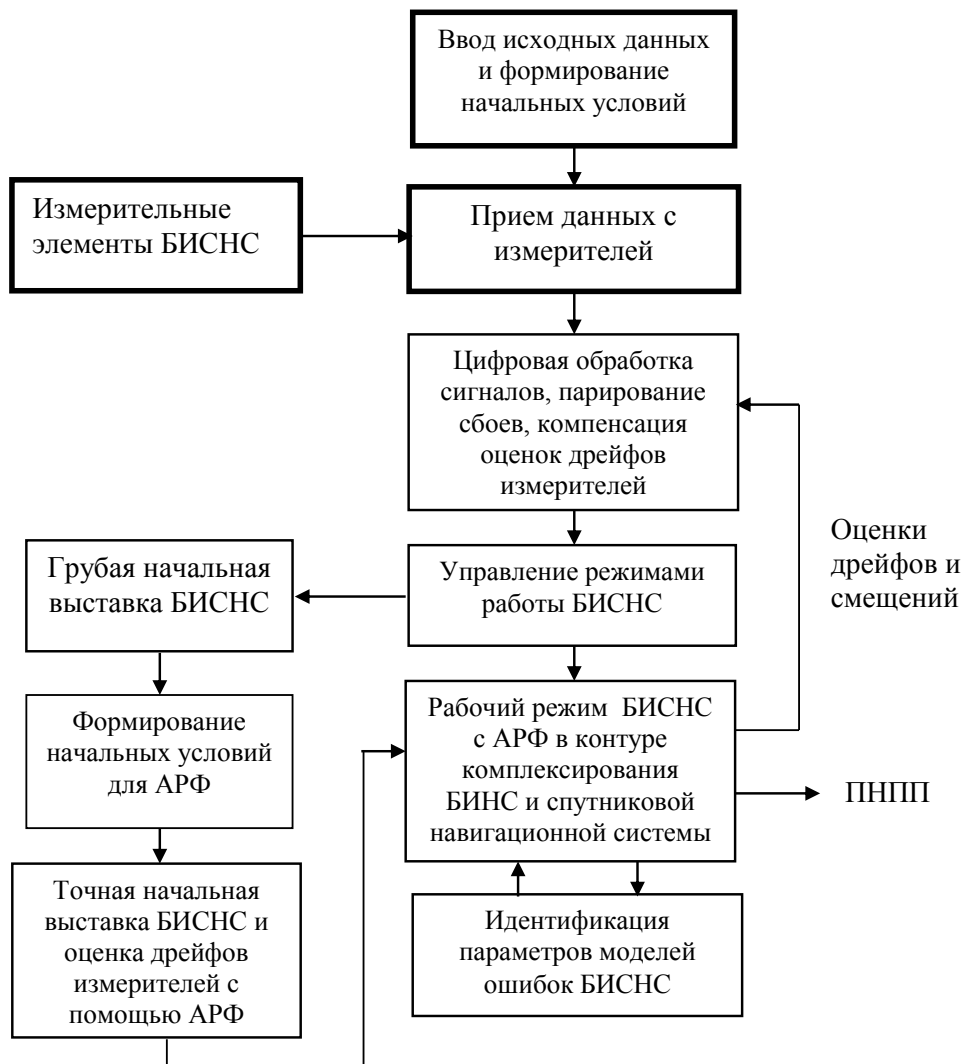 Ввод исходных данных
и формирование
начальных условий
Измерительные
элементы БИСНС
Прием данных с
измерителей
Цифровая обработка
сигналов, парирование
сбоев, компенсация
оценок дрейфов
измерителей
Оценки
дрейфов и
смещений
Грубая начальная
выставка БИСНС
Управление режимами
работы БИСНС
Формирование
начальных условий
для АРФ
Рабочий режим БИСНС
с АРФ в контуре
комплексирования
БИНС и спутниковой
навигационной системы
ПНПП
Точная начальная
выставка БИСНС и
оценка дрейфов
измерителей с
помощью АРФ
Идентификация
параметров моделей
ошибок БИСНС